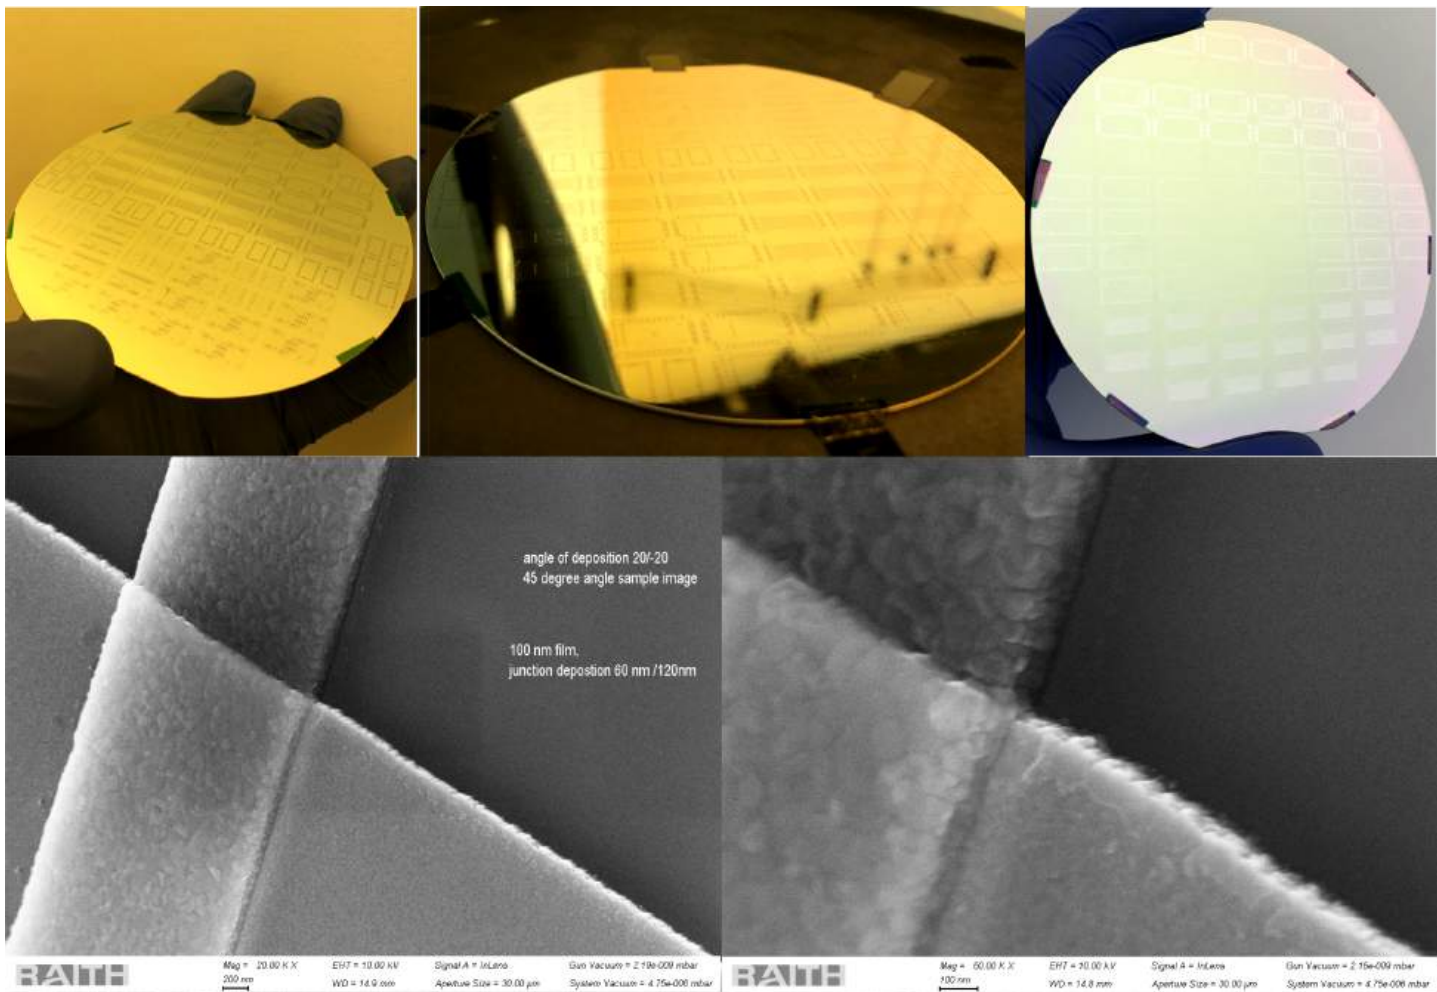 angle of deposition 20/-20
45 degree angle sample image
100 nm film,
junction depostion 60 nm /120nm
RAITH
Mag = 20.00 K X
200 nm
EHT = 10.00 kV
WD = 14.9 mm
Signal A = InLens
Aperture Size = 30.00 µm
Gun Vacuum = 2.19e-009 mbar
System Vacuum = 4.75e-006 mbar
RAITH
Mag = 60.00 K X
100 nm
EHT = 10.00 kV
WD = 14.8 mm
Signal A = InLens
Aperture Size = 30.00 µm
Gun Vacuum = 2.15e-009 mbar
System Vacuum = 4.75e-006 mbar